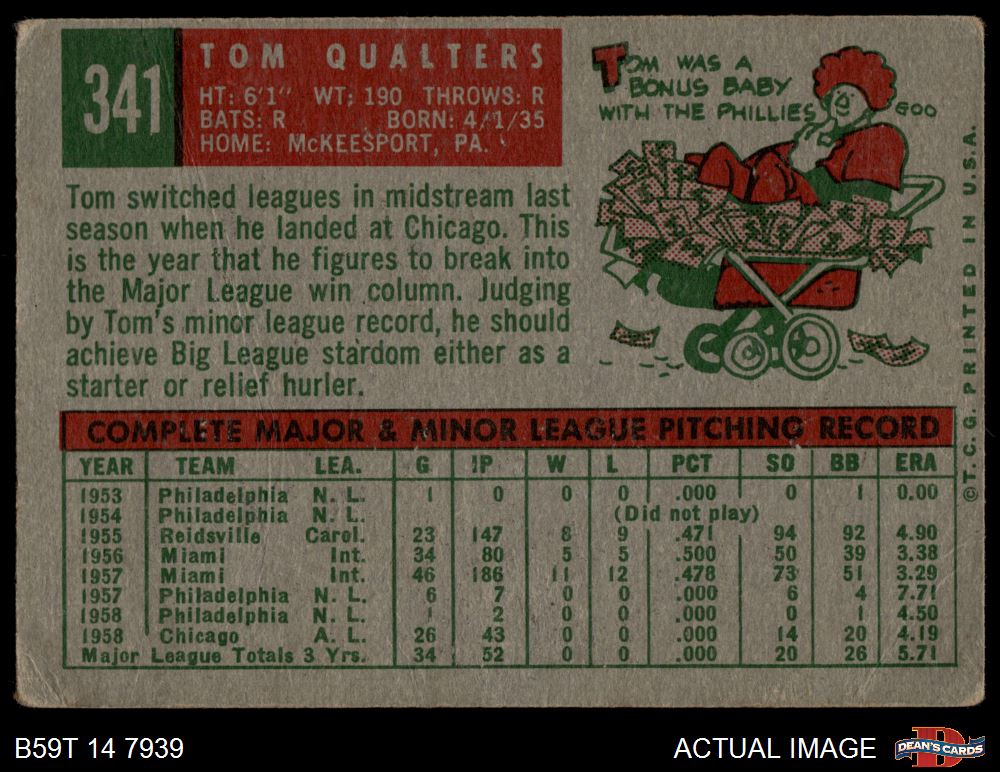 341
TOM QUALTERS
HT: 6'1" WT: 190 THROWS: R
BATS: R BORN: 4/1/35
HOME: McKEESPORT, PA.
TOM WAS A
BONUS BABY
WITH THE PHILLIES
GOO
Tom switched leagues in midstream last
season when he landed at Chicago. This
is the year that he figures to break into
the Major League win column. Judging
by Tom's minor league record, he should
achieve Big League stardom either as a
starter or relief hurler.
COMPLETE MAJOR & MINOR LEAGUE PITCHING RECORD
YEAR TEAM LEA. G IP W L PCT SO BB ERA
1953 Philadelphia N. L. 1 0 0 0 .000 0 1 0.00
1954 Philadelphia N. L. (Did not play)
1955 Reidsville Carol. 23 147 8 9 .471 94 92 4.90
1956 Miami Int. 34 80 5 5 .500 50 39 3.38
1957 Miami Int. 46 186 11 12 .478 73 51 3.29
1957 Philadelphia N. L. 6 7 0 0 .000 6 4 7.71
1958 Philadelphia N. L. 1 2 0 0 .000 0 1 4.50
1958 Chicago A. L. 26 43 0 0 .000 14 20 4.19
Major League Totals 3 Yrs. 34 52 0 0 .000 20 26 5.71
©T.C.G. PRINTED IN U.S.A.
B59T 14 7939
ACTUAL IMAGE
D
DEAN'S CARDS